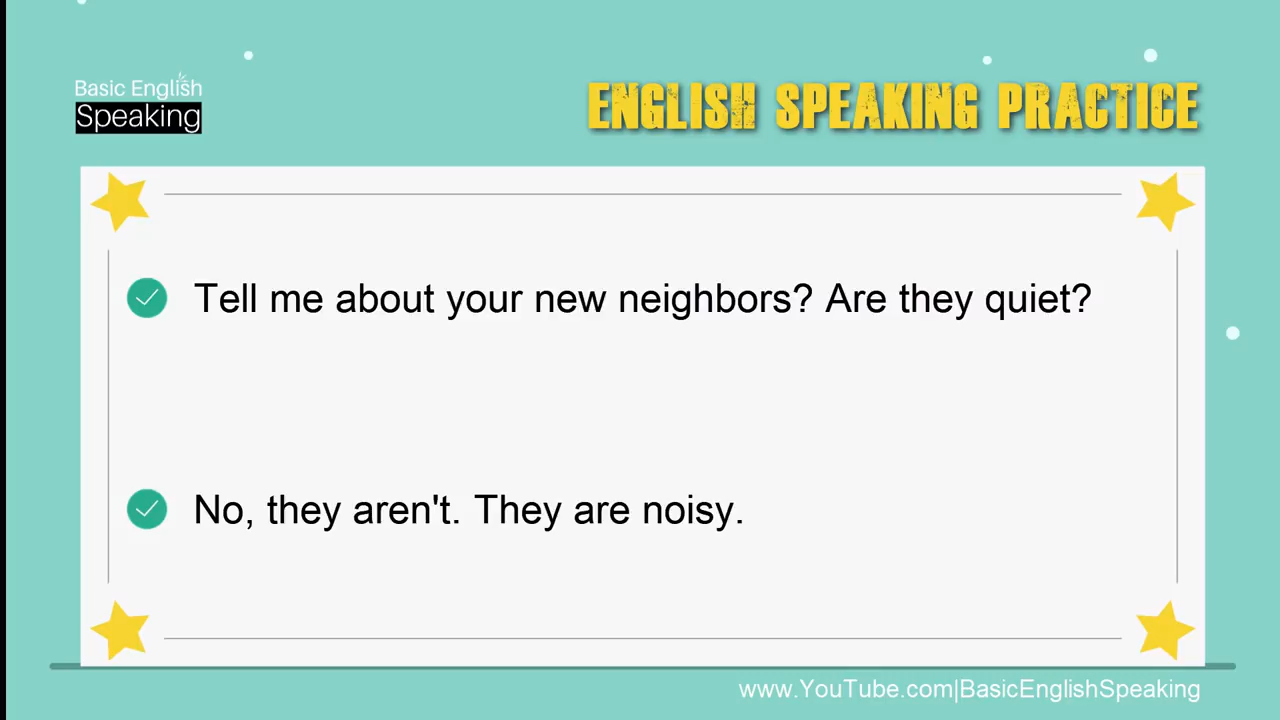 Basic English
Speaking
ENGLISH SPEAKING PRACTICE
Tell me about your new neighbors? Are they quiet?
No, they aren't. They are noisy.
www.YouTube.com|BasicEnglishSpeaking